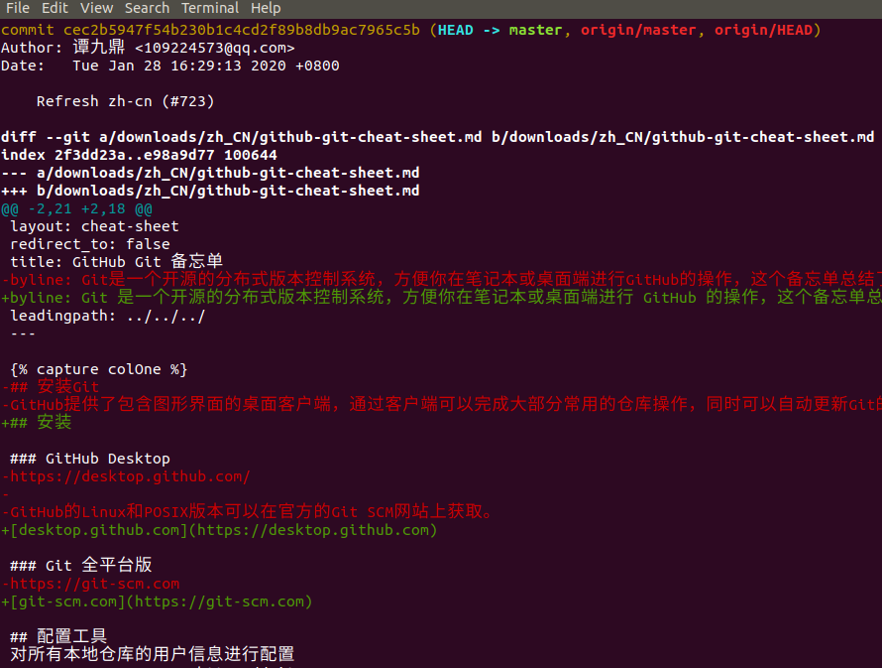 File Edit View Search Terminal Help
commit cec2b5947f54b230b1c4cd2f89b8db9ac7965c5b (HEAD -> master, origin/master, origin/HEAD)
Author: 谭九鼎 <109224573@qq.com>
Date:   Tue Jan 28 16:29:13 2020 +0800
    Refresh zh-cn (#723)
diff --git a/downloads/zh_CN/github-git-cheat-sheet.md b/downloads/zh_CN/github-git-cheat-sheet.md
index 2f3dd23a..e98a9d77 100644
--- a/downloads/zh_CN/github-git-cheat-sheet.md
+++ b/downloads/zh_CN/github-git-cheat-sheet.md
@@ -2,21 +2,18 @@
 layout: cheat-sheet
 redirect_to: false
 title: GitHub Git 备忘单
-byline: Git是一个开源的分布式版本控制系统，方便你在笔记本或桌面端进行GitHub的操作，这个备忘单总结了
+byline: Git 是一个开源的分布式版本控制系统，方便你在笔记本或桌面端进行 GitHub 的操作，这个备忘单总
 leadingpath: ../../../
 ---
 {% capture colOne %}
-## 安装Git
-GitHub提供了包含图形界面的桌面客户端，通过客户端可以完成大部分常用的仓库操作，同时可以自动更新Git的
+## 安装
 ### GitHub Desktop
-https://desktop.github.com/
-
-GitHub的Linux和POSIX版本可以在官方的Git SCM网站上获取。
+[desktop.github.com](https://desktop.github.com)
 ### Git 全平台版
-https://git-scm.com
+[git-scm.com](https://git-scm.com)
 ## 配置工具
 对所有本地仓库的用户信息进行配置